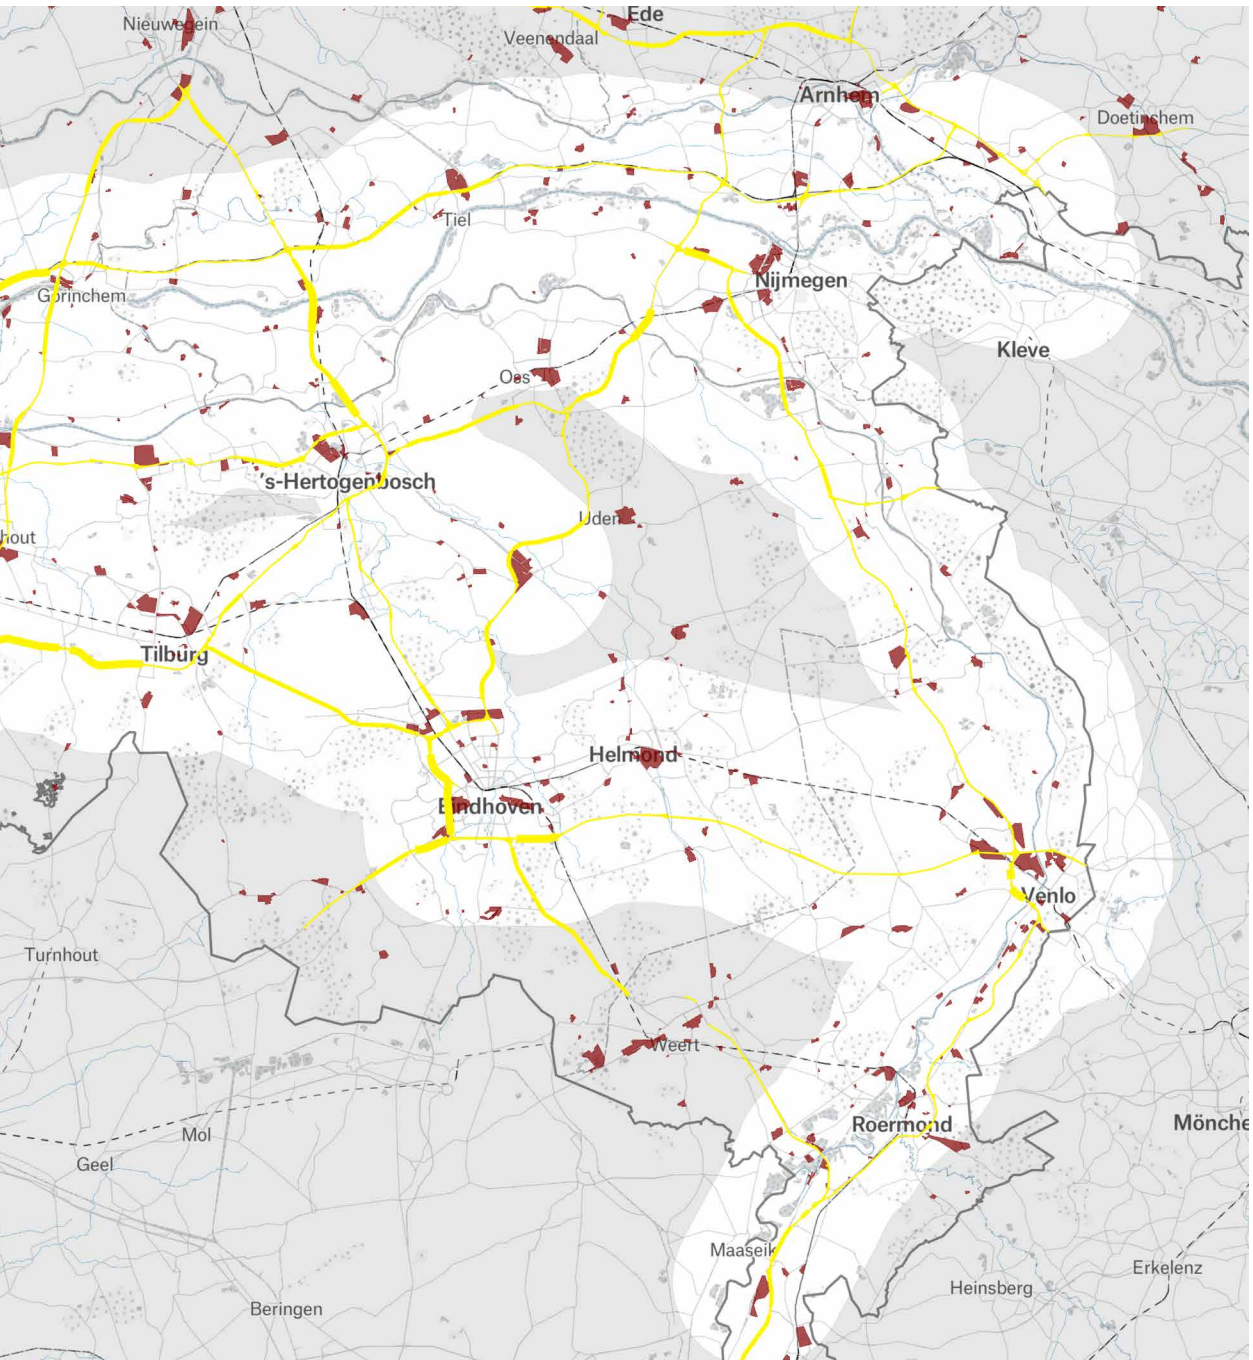 Nieuwegein
Ede
Veenendaal
Arnhem
Doetinchem
Tiel
Gorinchem
Nijmegen
Kleve
Oss
's-Hertogenbosch
Uden
hout
Tilburg
Helmond
Eindhoven
Venlo
Turnhout
Weert
Roermond
Mönche
Mol
Geel
Maaseik
Erkelenz
Heinsberg
Beringen